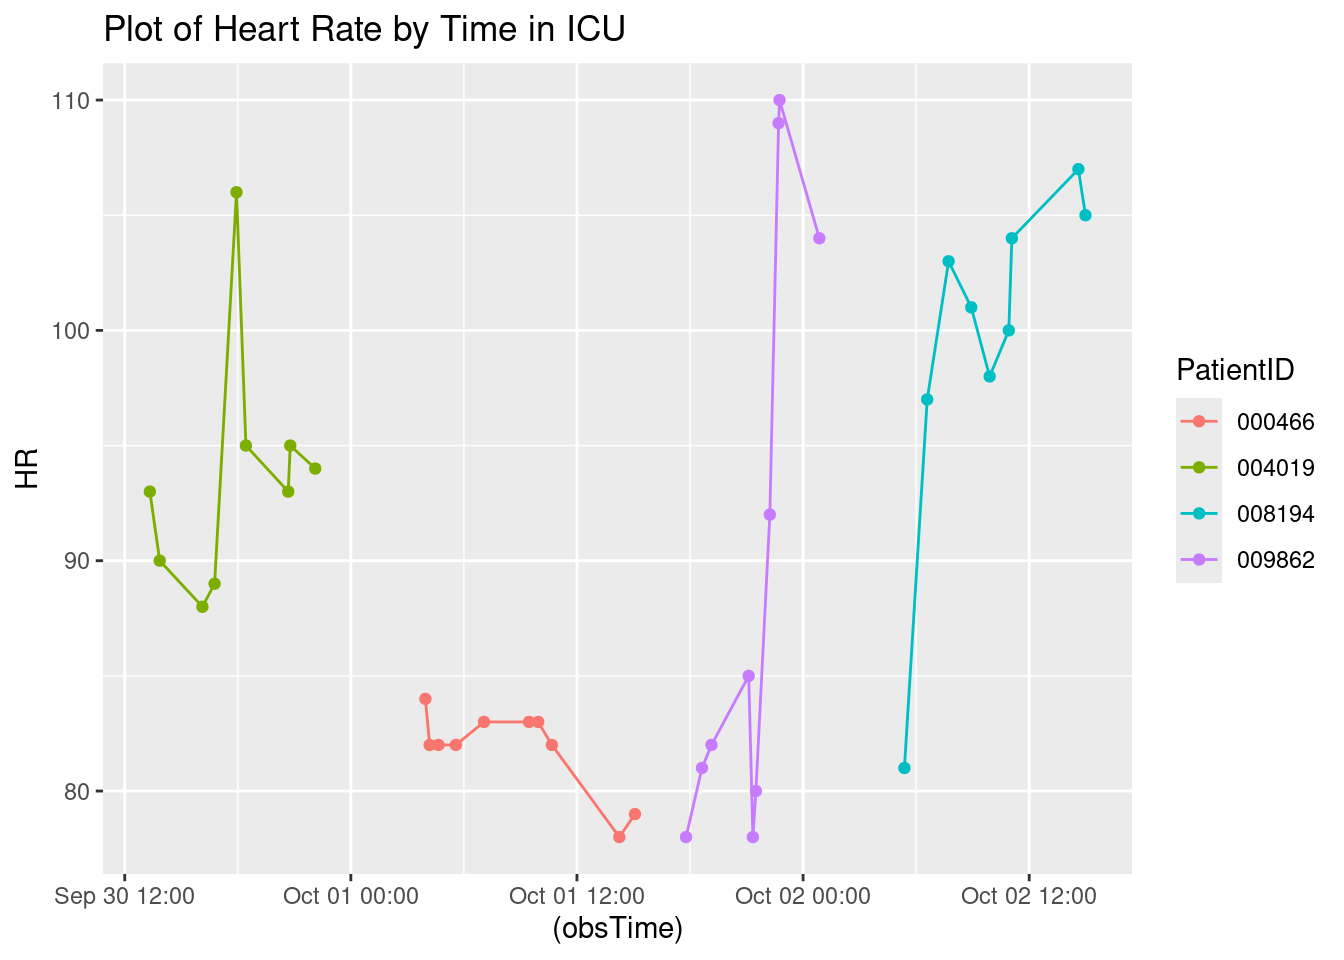 Plot of Heart Rate by Time in ICU
110
100
90
80
HR
Sep 30 12:00
Oct 01 00:00
Oct 01 12:00
Oct 02 00:00
Oct 02 12:00
(obsTime)
PatientID
000466
004019
008194
009862